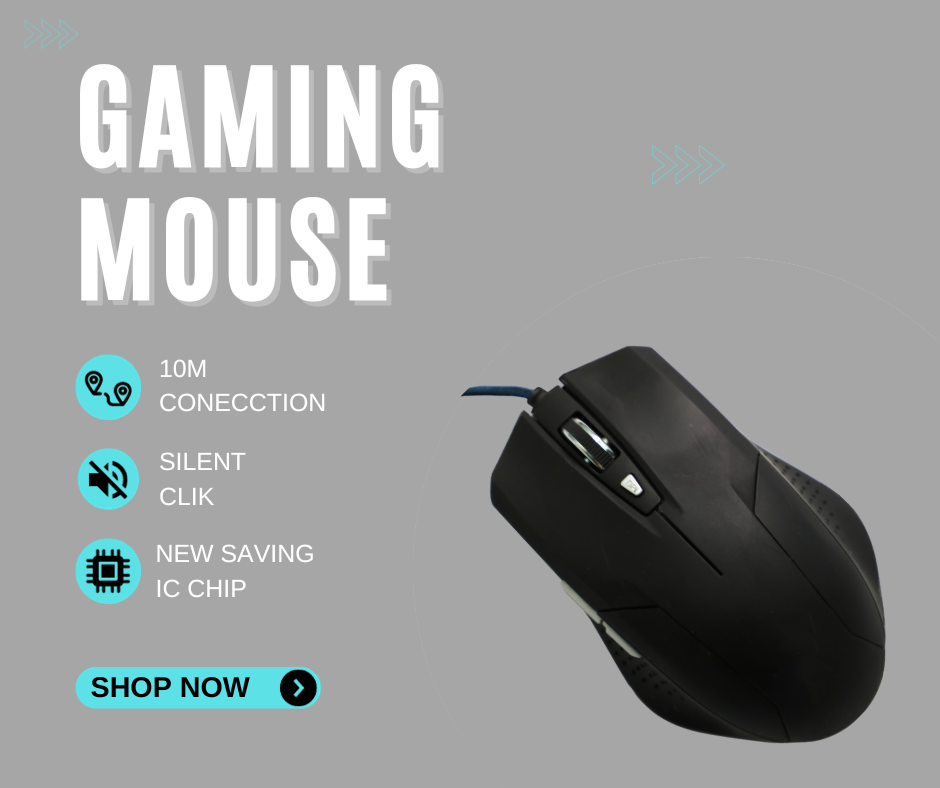 GAMING
MOUSE
10M
CONECCTION
SILENT
CLIK
NEW SAVING
IC CHIP
SHOP NOW